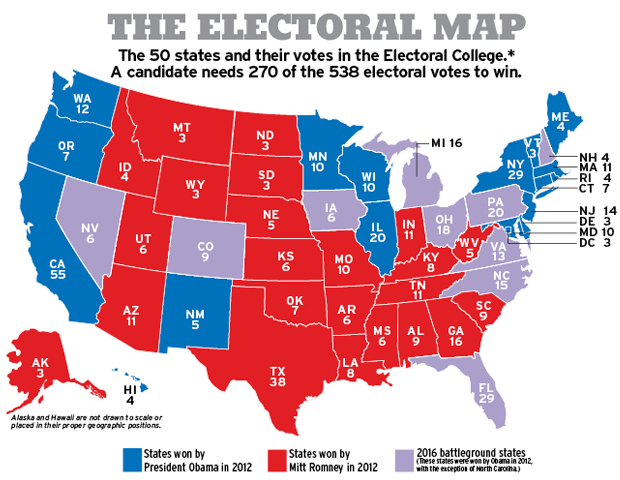 THE ELECTORAL MAP
The 50 states and their votes in the Electoral College.*
A candidate needs 270 of the 538 electoral votes to win.
WA
12
OR
7
CA
55
NV
6
ID
4
MT
3
WY
3
UT
6
CO
9
AZ
11
NM
5
ND
3
SD
3
NE
5
KS
6
OK
7
TX
38
MN
10
IA
6
MO
10
AR
6
LA
8
WI
10
IL
20
MI 16
IN
11
OH
18
KY
8
TN
11
MS
6
AL
9
GA
16
FL
29
SC
9
NC
15
VA
13
WV
5
PA
20
NY
29
VT
3
ME
4
NH 4
MA 11
RI 4
CT 7
NJ 14
DE 3
MD 10
DC 3
AK
3
HI
4
Alaska and Hawaii are not drawn to scale or
placed in their proper geographic positions.
States won by
President Obama in 2012
States won by
Mitt Romney in 2012
2016 battleground states
(These states were won by Obama in 2012,
with the exception of North Carolina.)